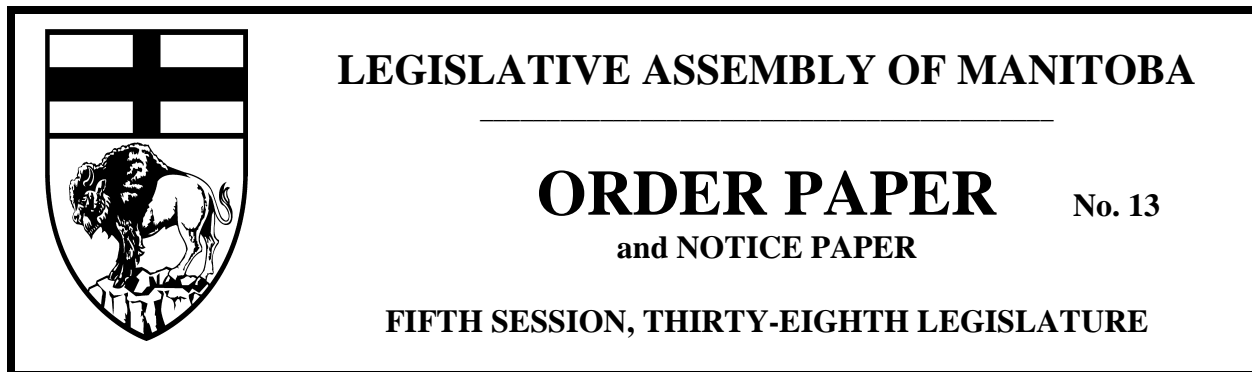 LEGISLATIVE ASSEMBLY OF MANITOBA
ORDER PAPER No. 13
and NOTICE PAPER
FIFTH SESSION, THIRTY-EIGHTH LEGISLATURE